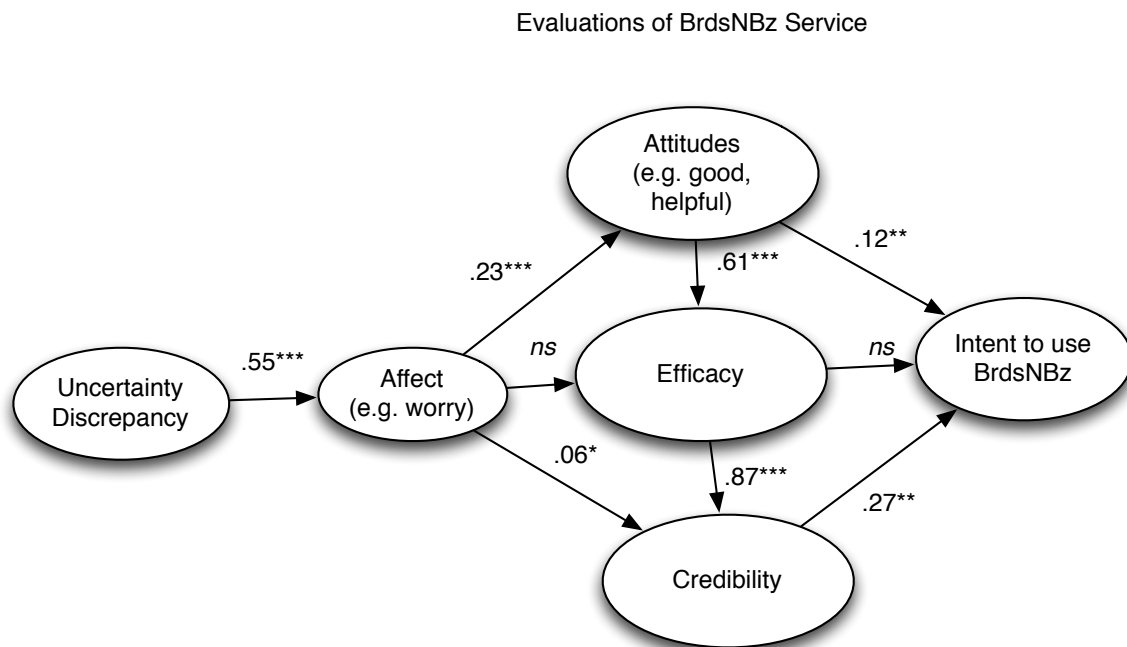 Evaluations of BrdsNBz Service
Attitudes
(e.g. good,
helpful)
.12**
.23***
.61***
.55***
ns
ns
Uncertainty
Discrepancy
Affect
(e.g. worry)
Efficacy
Intent to use
BrdsNBz
.06*
.87***
.27**
Credibility